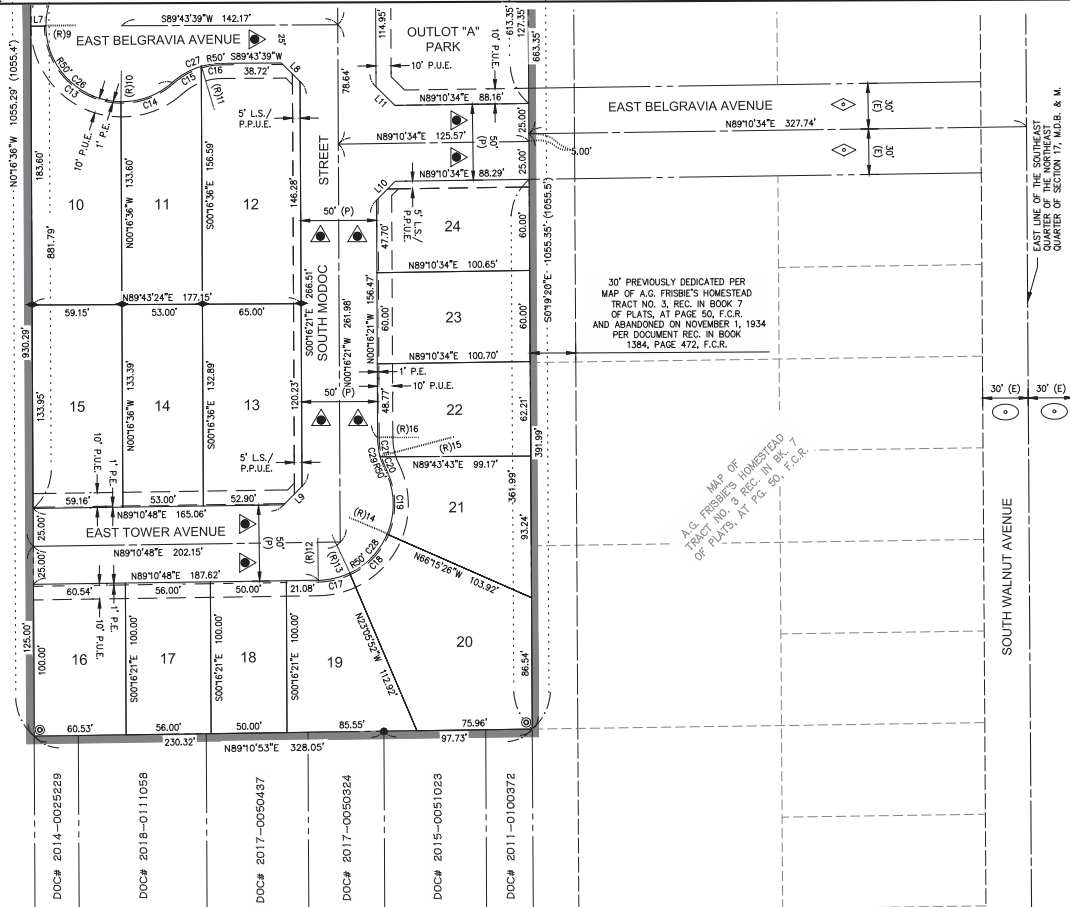 L7
S89°43'39"W 142.17'
(R)9
EAST BELGRAVIA AVENUE
25'
R50'
C26
C13
(R)10
C14
C15
C27
R50'
C16
S89°43'39"W
38.72'
L8
(R)11
10' P.U.E.
1' P.E.
5' L.S./
P.P.U.E.
N0°16'36"W 1055.29' (1055.4')
183.60'
881.79'
930.29'
N00°16'36"W 133.60'
S00°16'36"E 156.59'
146.28'
10
11
12
N89°43'24"E 177.15'
59.15'
53.00'
65.00'
133.95'
N00°16'36"W 133.39'
S00°16'36"E 132.89'
120.23'
15
14
13
10' P.U.E.
1' P.E.
5' L.S./
P.P.U.E.
59.16'
53.00'
52.90'
L9
N89°10'48"E 165.06'
25.00'
EAST TOWER AVENUE
N89°10'48"E 202.15'
25.00'
50'
(P)
N89°10'48"E 187.62'
60.54'
56.00'
50.00'
21.08'
(R)12
(R)13
C17
R50'
C28
C18
(R)14
125.00'
100.00'
1' P.E.
10' P.U.E.
S00°16'21"E 100.00'
S00°16'21"E 100.00'
S00°16'21"E 100.00'
16
17
18
19
20
N23°05'52"W 112.92'
N66°15'26"W 103.92'
86.54'
60.53'
56.00'
50.00'
85.55'
75.96'
230.32'
97.73'
N89°10'53"E 328.05'
DOC# 2014-0025229
DOC# 2018-0111058
DOC# 2017-0050437
DOC# 2017-0050324
DOC# 2015-0051023
DOC# 2011-0100372
78.64'
STREET
SOUTH MODOC
50' (P)
S00°16'21"E 266.51'
N00°16'21"W 261.98'
N00°16'21"W 156.47'
50' (P)
114.95'
OUTLOT "A"
PARK
10' P.U.E.
10' P.U.E.
613.35'
127.35'
663.35'
L11
N89°10'34"E 88.16'
N89°10'34"E 125.57'
50'
(P)
25.00'
25.00'
5.00'
N89°10'34"E 88.29'
L10
5' L.S./
P.P.U.E.
47.70'
24
60.00'
N89°10'34"E 100.65'
60.00'
23
60.00'
N89°10'34"E 100.70'
1' P.E.
10' P.U.E.
48.77'
22
62.21'
(R)16
(R)15
C21
C20
C29
R50'
N89°43'43"E 99.17'
C19
21
391.99'
361.99'
93.24'
S0°19'20"E 1055.35' (1055.5')
EAST BELGRAVIA AVENUE
N89°10'34"E 327.74'
30'
(E)
30'
(E)
30' PREVIOUSLY DEDICATED PER
MAP OF A.G. FRISBIE'S HOMESTEAD
TRACT NO. 3, REC. IN BOOK 7
OF PLATS, AT PAGE 50, F.C.R.
AND ABANDONED ON NOVEMBER 1, 1934
PER DOCUMENT REC. IN BOOK
1384, PAGE 472, F.C.R.
MAP OF
A.G. FRISBIE'S HOMESTEAD
TRACT NO. 3 REC. IN BK. 7
OF PLATS, AT PG. 50, F.C.R.
EAST LINE OF THE SOUTHEAST
QUARTER OF THE NORTHEAST
QUARTER OF SECTION 17, M.D.B. & M.
30' (E)
30' (E)
SOUTH WALNUT AVENUE